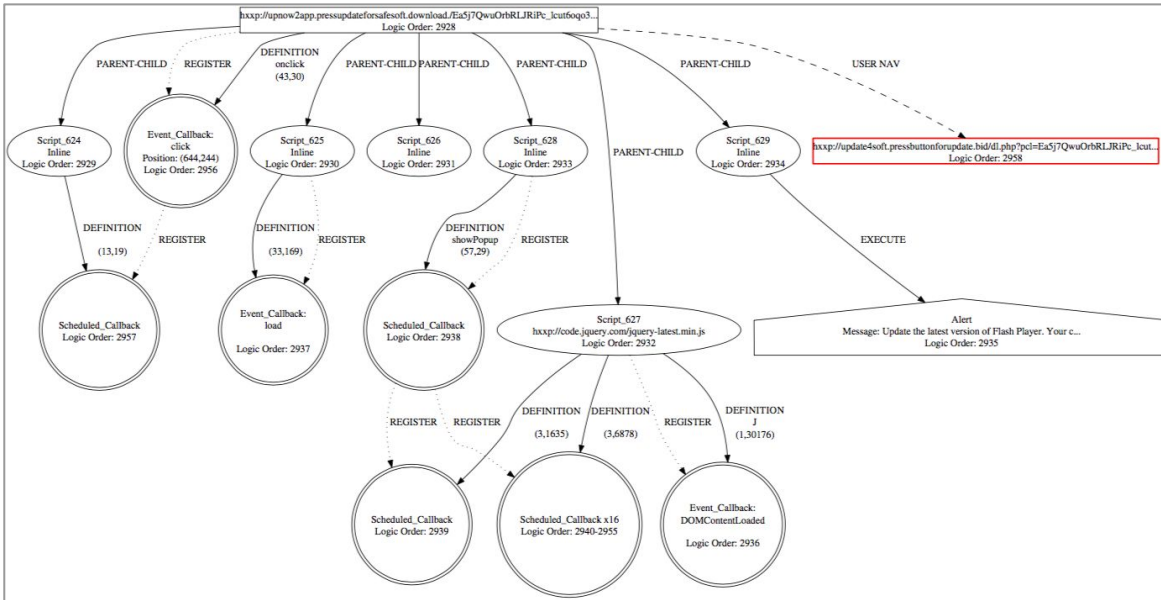 hxxp://upnow2app.pressupdateforsafesoft.download./Ea5j7QwuOrbRLJRiPc_lcut6oqo3...
Logic Order: 2928
PARENT-CHILD
REGISTER
DEFINITION
onclick
(43,30)
PARENT-CHILD
PARENT-CHILD
PARENT-CHILD
PARENT-CHILD
USER NAV
Script_624
Inline
Logic Order: 2929
Event_Callback:
click
Position: (644,244)
Logic Order: 2956
Script_625
Inline
Logic Order: 2930
Script_626
Inline
Logic Order: 2931
Script_628
Inline
Logic Order: 2933
PARENT-CHILD
Script_629
Inline
Logic Order: 2934
hxxp://update4soft.pressbuttonforupdate.bid/dl.php?pcl=Ea5j7QwuOrbRLJRiPc_lcut...
Logic Order: 2958
DEFINITION
(13,19)
REGISTER
DEFINITION
(33,169)
REGISTER
DEFINITION
showPopup
(57,29)
REGISTER
EXECUTE
Scheduled_Callback
Logic Order: 2957
Event_Callback:
load
Logic Order: 2937
Scheduled_Callback
Logic Order: 2938
Script_627
hxxp://code.jquery.com/jquery-latest.min.js
Logic Order: 2932
Alert
Message: Update the latest version of Flash Player. Your c...
Logic Order: 2935
REGISTER
REGISTER
DEFINITION
(3,1635)
DEFINITION
(3,6878)
REGISTER
DEFINITION
J
(1,30176)
Scheduled_Callback
Logic Order: 2939
Scheduled_Callback x16
Logic Order: 2940-2955
Event_Callback:
DOMContentLoaded
Logic Order: 2936